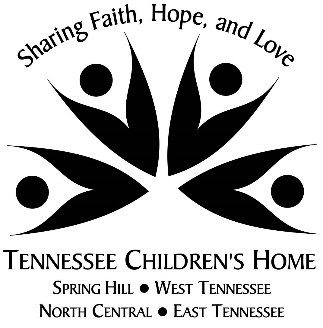 Sharing Faith, Hope, and Love
TENNESSEE CHILDREN'S HOME
SPRING HILL ● WEST TENNESSEE
NORTH CENTRAL ● EAST TENNESSEE